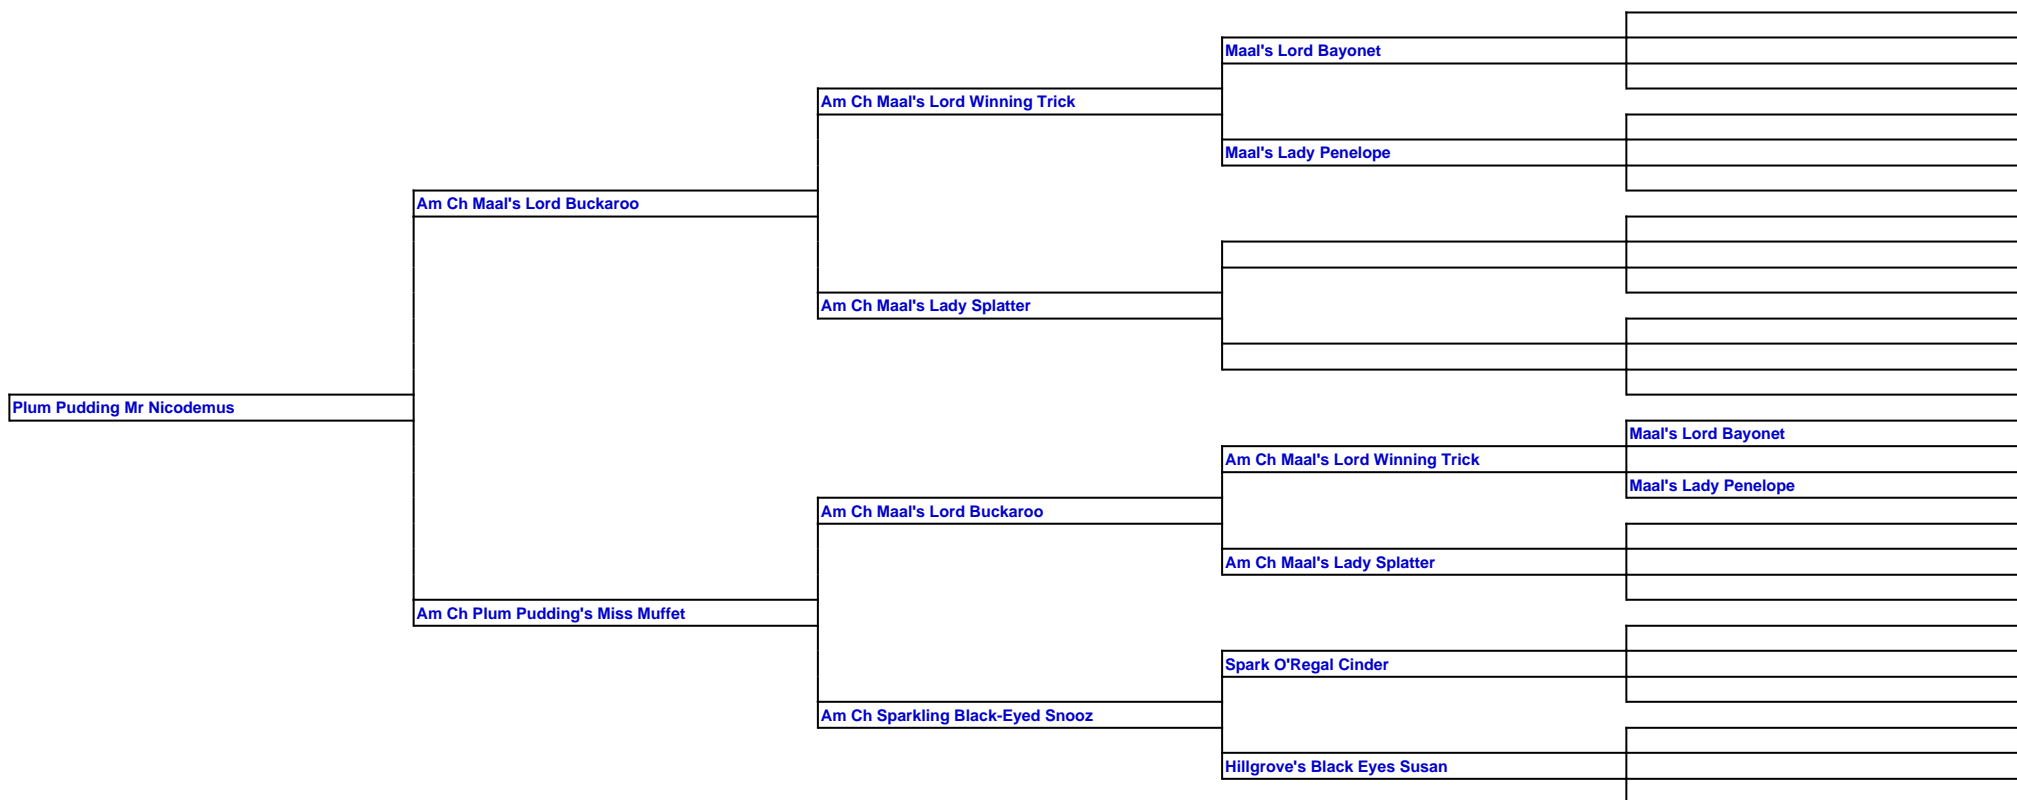 Maal's Lord Bayonet
Am Ch Maal's Lord Winning Trick
Maal's Lady Penelope
Am Ch Maal's Lord Buckaroo
Am Ch Maal's Lady Splatter
Plum Pudding Mr Nicodemus
Maal's Lord Bayonet
Am Ch Maal's Lord Winning Trick
Maal's Lady Penelope
Am Ch Maal's Lord Buckaroo
Am Ch Maal's Lady Splatter
Am Ch Plum Pudding's Miss Muffet
Spark O'Regal Cinder
Am Ch Sparkling Black-Eyed Snooz
Hillgrove's Black Eyes Susan